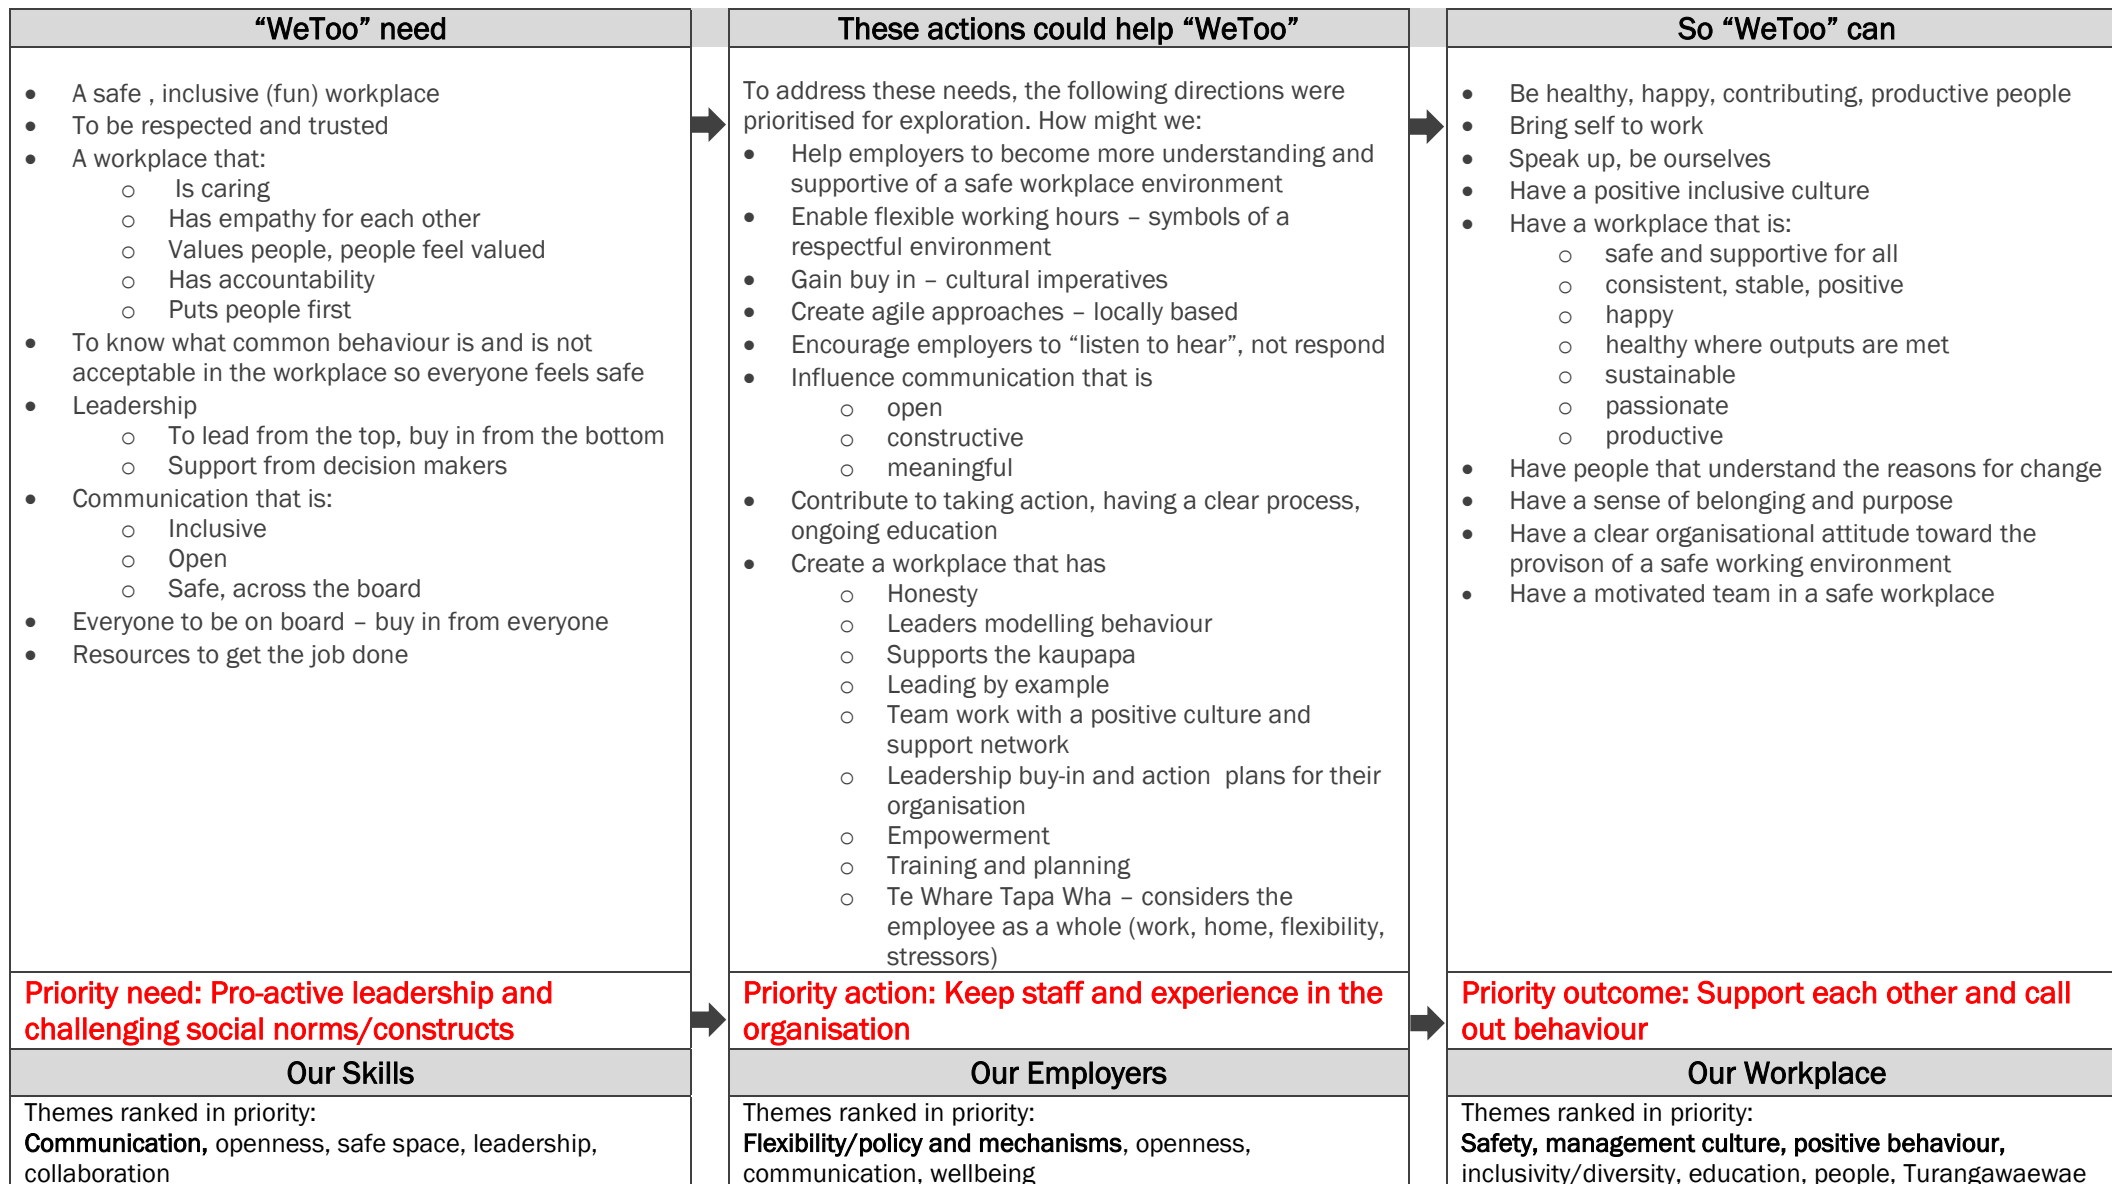 “WeToo” need
A safe , inclusive (fun) workplace
To be respected and trusted
A workplace that:
Is caring
Has empathy for each other
Values people, people feel valued
Has accountability
Puts people first
To know what common behaviour is and is not
acceptable in the workplace so everyone feels safe
Leadership
To lead from the top, buy in from the bottom
Support from decision makers
Communication that is:
Inclusive
Open
Safe, across the board
Everyone to be on board – buy in from everyone
Resources to get the job done
Priority need: Pro-active leadership and
challenging social norms/constructs
Our Skills
Themes ranked in priority:
Communication, openness, safe space, leadership,
collaboration
These actions could help “WeToo”
To address these needs, the following directions were
prioritised for exploration. How might we:
Help employers to become more understanding and
supportive of a safe workplace environment
Enable flexible working hours – symbols of a
respectful environment
Gain buy in – cultural imperatives
Create agile approaches – locally based
Encourage employers to “listen to hear”, not respond
Influence communication that is
open
constructive
meaningful
Contribute to taking action, having a clear process,
ongoing education
Create a workplace that has
Honesty
Leaders modelling behaviour
Supports the kaupapa
Leading by example
Team work with a positive culture and
support network
Leadership buy-in and action plans for their
organisation
Empowerment
Training and planning
Te Whare Tapa Wha – considers the
employee as a whole (work, home, flexibility,
stressors)
Priority action: Keep staff and experience in the
organisation
Our Employers
Themes ranked in priority:
Flexibility/policy and mechanisms, openness,
communication, wellbeing
So “WeToo” can
Be healthy, happy, contributing, productive people
Bring self to work
Speak up, be ourselves
Have a positive inclusive culture
Have a workplace that is:
safe and supportive for all
consistent, stable, positive
happy
healthy where outputs are met
sustainable
passionate
productive
Have people that understand the reasons for change
Have a sense of belonging and purpose
Have a clear organisational attitude toward the
provison of a safe working environment
Have a motivated team in a safe workplace
Priority outcome: Support each other and call
out behaviour
Our Workplace
Themes ranked in priority:
Safety, management culture, positive behaviour,
inclusivity/diversity, education, people, Turangawaewae